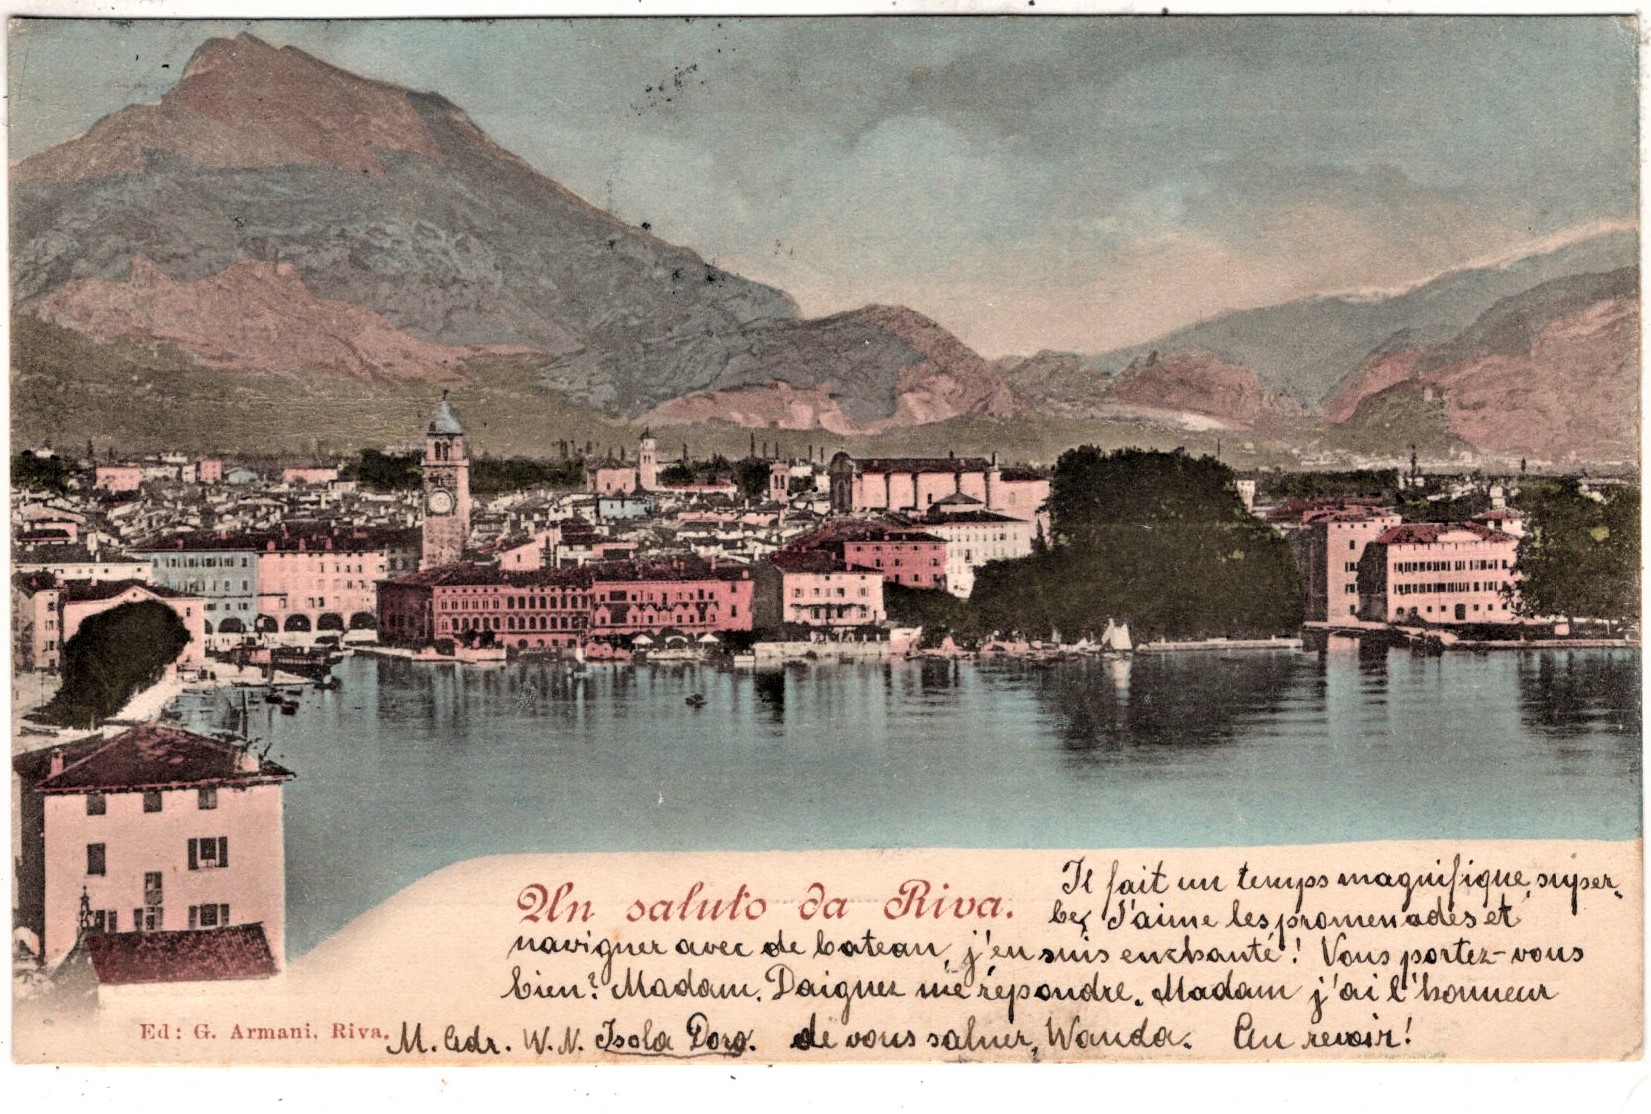 Un saluto da Riva.
Il fait un temps magnifique, super-
be, J'aime les promenades et
naviguer avec de bateau, j'en suis enchanté! Vous portez-vous
bien? Madam. Daignez me répondre. Madam j'ai l'honneur
de vous saluer, Wanda. Au revoir!
Ed: G. Armani, Riva.
M. Adr. W. N. Isola Doro.